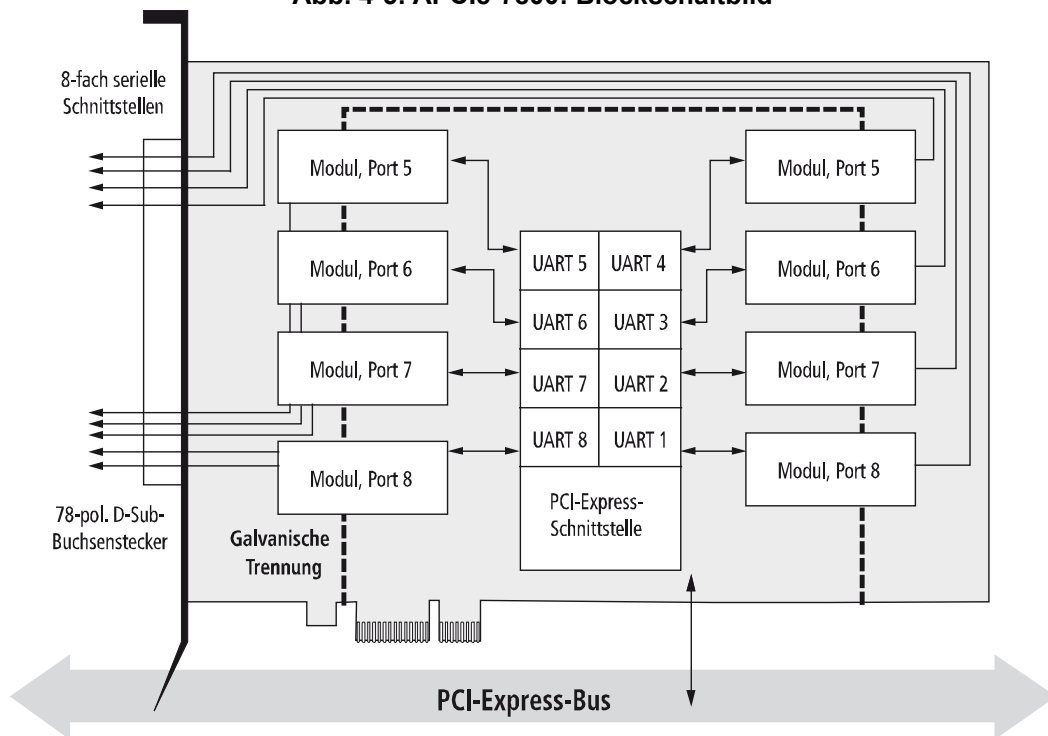 8-fach serielle
Schnittstellen
Modul, Port 5
Modul, Port 5
Modul, Port 6
UART 5
UART 4
Modul, Port 6
UART 6
UART 3
Modul, Port 7
UART 7
UART 2
Modul, Port 7
UART 8
UART 1
Modul, Port 8
Modul, Port 8
PCI-Express-
Schnittstelle
78-pol. D-Sub-
Buchsenstecker
Galvanische
Trennung
PCI-Express-Bus